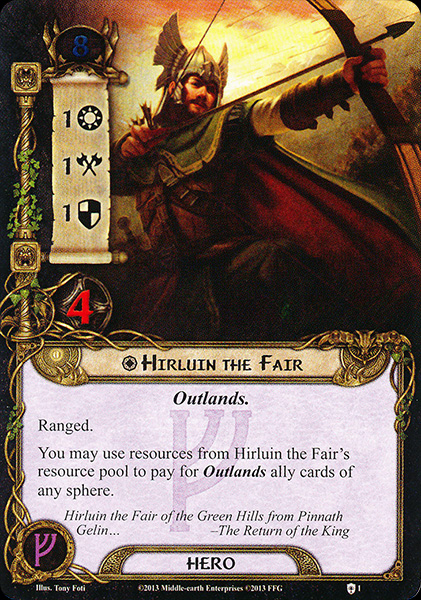 8
1
1
1
4
Hirluin the Fair
Outlands.
Ranged.
You may use resources from Hirluin the Fair's
resource pool to pay for Outlands ally cards of
any sphere.
Hirluin the Fair of the Green Hills from Pinnath
Gelin… –The Return of the King
HERO
Illus. Tony Foti ©2013 Middle-earth Enterprises ©2013 FFG 1